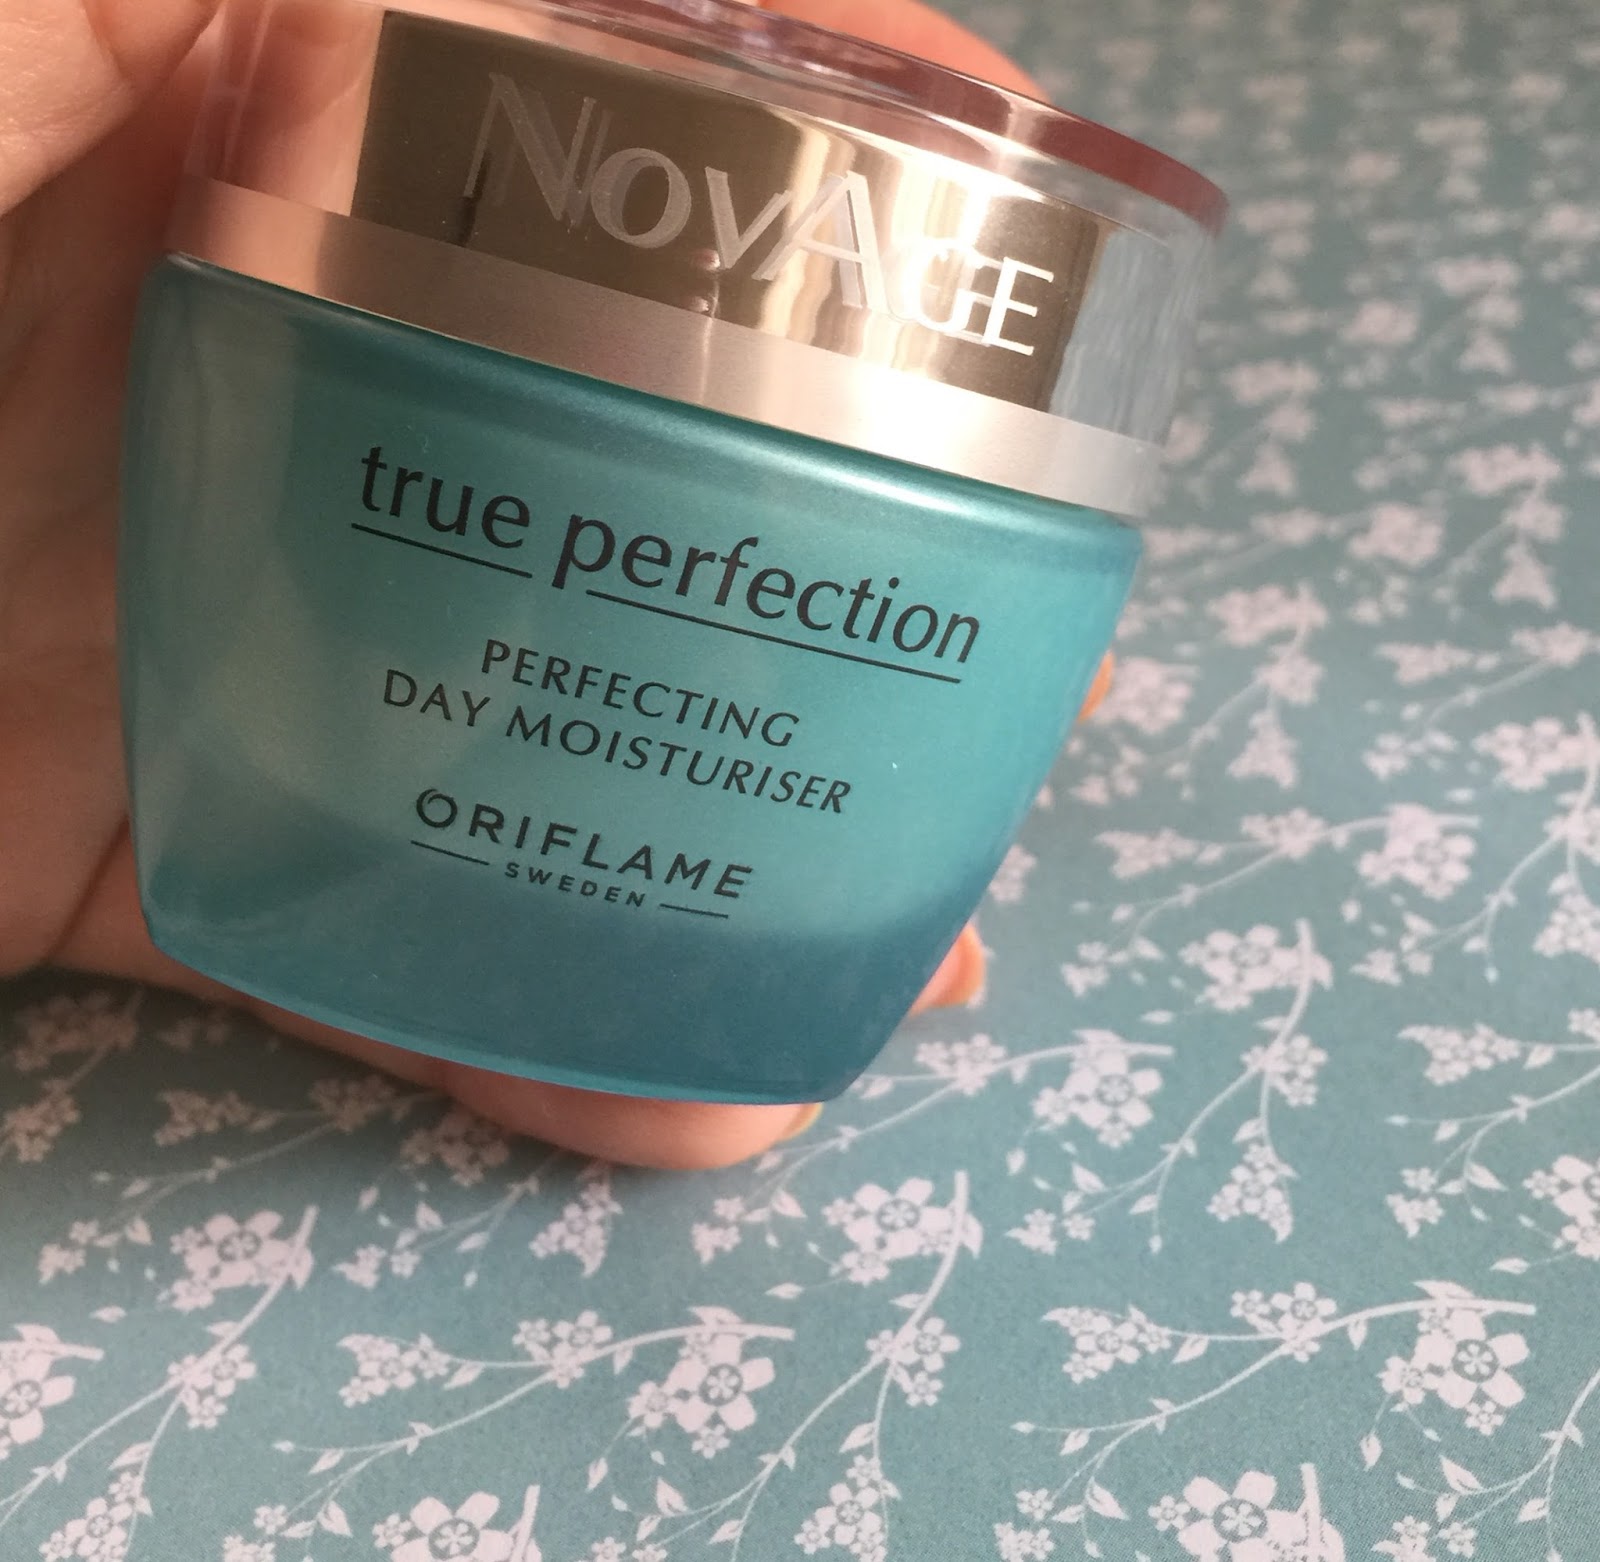 NOVAGE
true perfection
PERFECTING
DAY MOISTURISER
ORIFLAME
SWEDEN